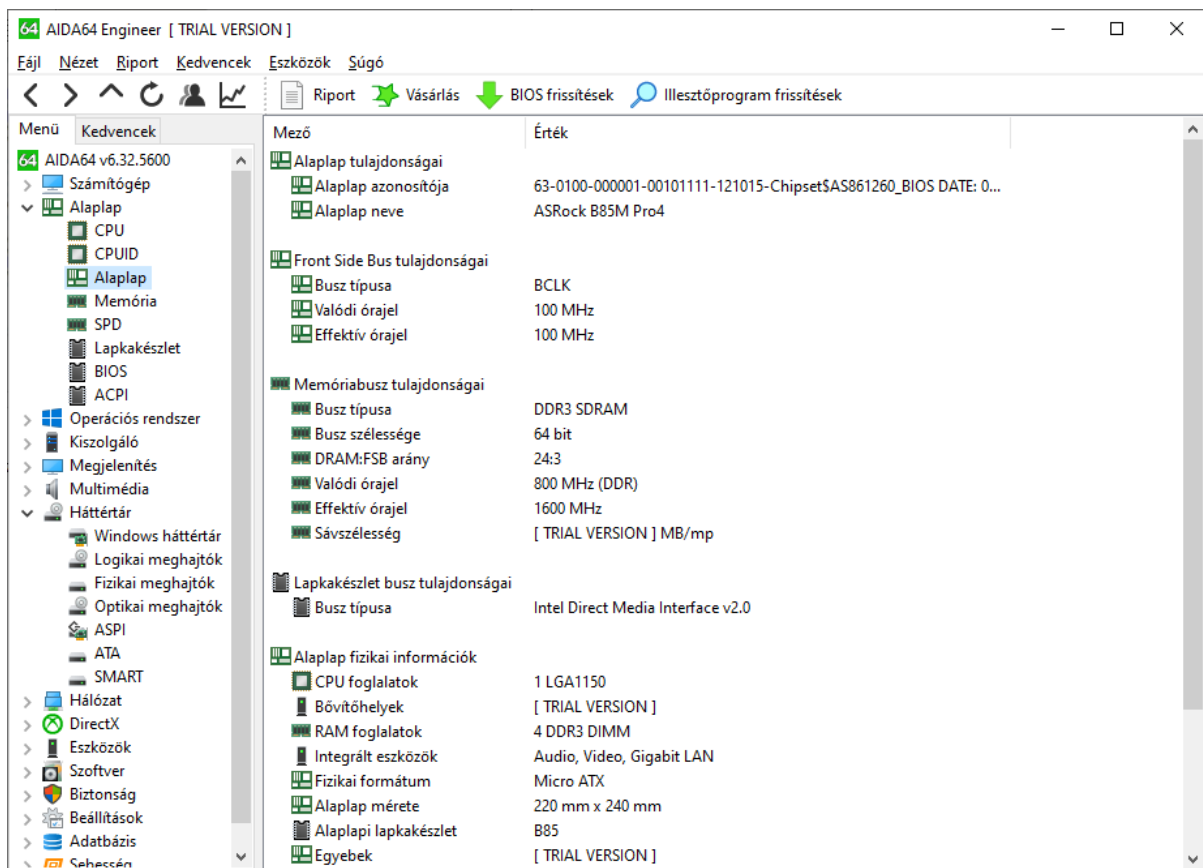 64 AIDA64 Engineer [ TRIAL VERSION ]
Fájl Nézet Riport Kedvencek Eszközök Súgó
Riport Vásárlás BIOS frissítések Illesztőprogram frissítések
Menü Kedvencek
64 AIDA64 v6.32.5600
Számítógép
Alaplap
CPU
CPUID
Alaplap
Memória
SPD
Lapkakészlet
BIOS
ACPI
Operációs rendszer
Kiszolgáló
Megjelenítés
Multimédia
Háttértár
Windows háttértár
Logikai meghajtók
Fizikai meghajtók
Optikai meghajtók
ASPI
ATA
SMART
Hálózat
DirectX
Eszközök
Szoftver
Biztonság
Beállítások
Adatbázis
Sebesség
Mező Érték
Alaplap tulajdonságai
Alaplap azonosítója 63-0100-000001-00101111-121015-Chipset$AS861260_BIOS DATE: 0...
Alaplap neve ASRock B85M Pro4
Front Side Bus tulajdonságai
Busz típusa BCLK
Valódi órajel 100 MHz
Effektív órajel 100 MHz
Memóriabusz tulajdonságai
Busz típusa DDR3 SDRAM
Busz szélessége 64 bit
DRAM:FSB arány 24:3
Valódi órajel 800 MHz (DDR)
Effektív órajel 1600 MHz
Sávszélesség [ TRIAL VERSION ] MB/mp
Lapkakészlet busz tulajdonságai
Busz típusa Intel Direct Media Interface v2.0
Alaplap fizikai információk
CPU foglalatok 1 LGA1150
Bővítőhelyek [ TRIAL VERSION ]
RAM foglalatok 4 DDR3 DIMM
Integrált eszközök Audio, Video, Gigabit LAN
Fizikai formátum Micro ATX
Alaplap mérete 220 mm x 240 mm
Alaplapi lapkakészlet B85
Egyebek [ TRIAL VERSION ]